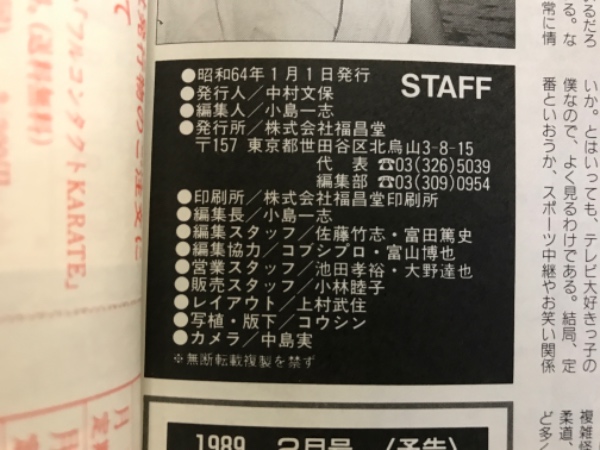 STAFF
●昭和64年1月1日発行
●発行人／中村文保
●編集人／小島一志
●発行所／株式会社福昌堂
〒157 東京都世田谷区北烏山3-8-15
代　表 ☎03(326)5039
編集部 ☎03(309)0954
●印刷所／株式会社福昌堂印刷所
●編集長／小島一志
●編集スタッフ／佐藤竹志・富田篤史
●編集協力／コブシプロ・富山博也
●営業スタッフ／池田孝裕・大野達也
●販売スタッフ／小林睦子
●レイアウト／上村武住
●写植・版下／コウシン
●カメラ／中島実
※無断転載複製を禁ず
1989 2月号 〈予告〉
いか。とはいっても、テレビ大好きっ子の
僕なので、よく見るわけである。結局、定
番といおうか、スポーツ中継やお笑い関係
『フルコンタクトKARATE』
(送料無料)